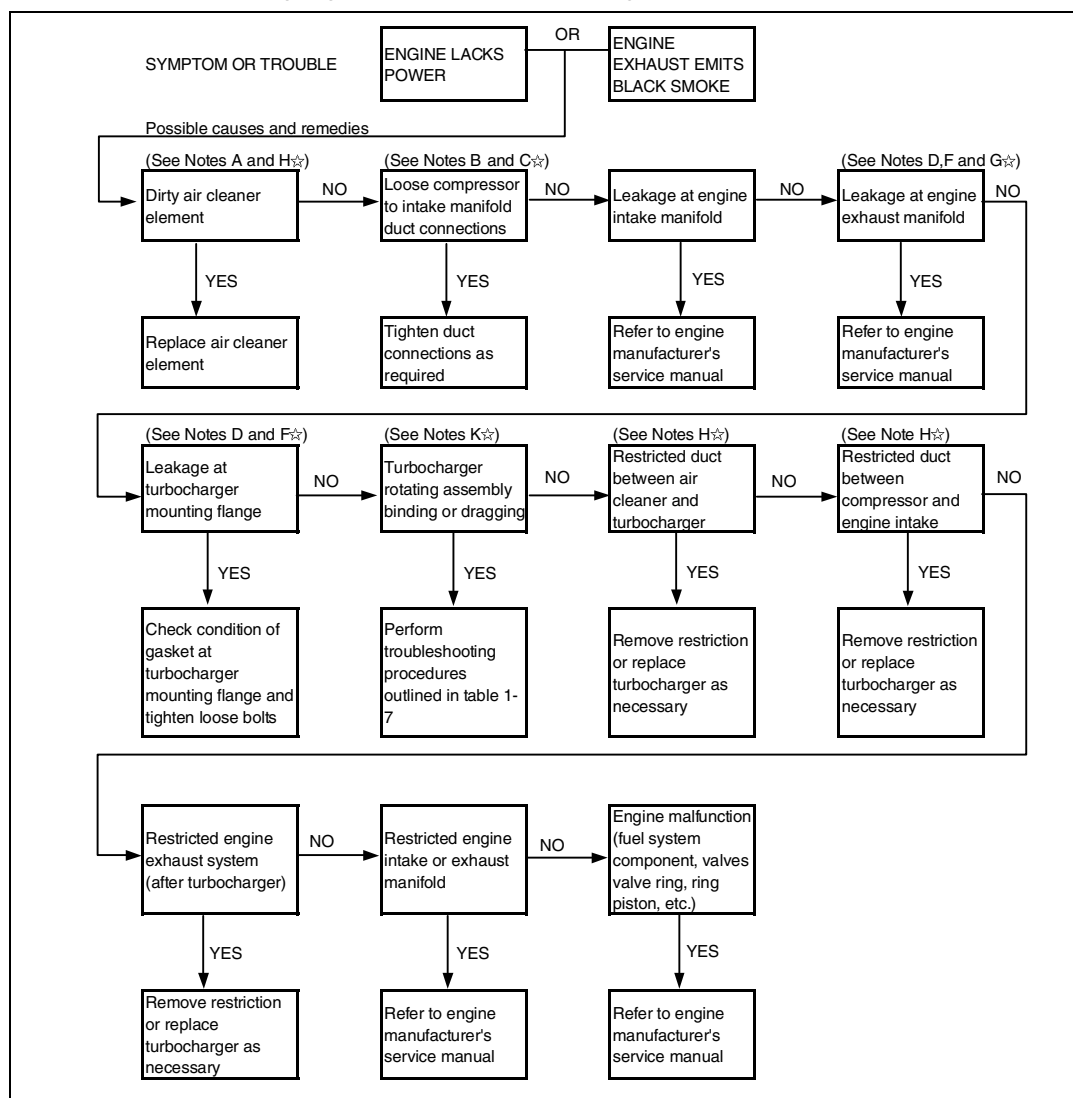 SYMPTOM OR TROUBLE
ENGINE LACKS
POWER
OR
ENGINE
EXHAUST EMITS
BLACK SMOKE
Possible causes and remedies
(See Notes A and H☆)
Dirty air cleaner
element
NO
(See Notes B and C☆)
Loose compressor
to intake manifold
duct connections
NO
Leakage at engine
intake manifold
NO
(See Notes D,F and G☆)
Leakage at engine
exhaust manifold
NO
YES
YES
YES
YES
Replace air cleaner
element
Tighten duct
connections as
required
Refer to engine
manufacturer's
service manual
Refer to engine
manufacturer's
service manual
(See Notes D and F☆)
Leakage at
turbocharger
mounting flange
NO
(See Notes K☆)
Turbocharger
rotating assembly
binding or dragging
NO
(See Notes H☆)
Restricted duct
between air
cleaner and
turbocharger
NO
(See Note H☆)
Restricted duct
between
compressor and
engine intake
NO
YES
YES
YES
YES
Check condition of
gasket at
turbocharger
mounting flange and
tighten loose bolts
Perform
troubleshooting
procedures
outlined in table 1-
7
Remove restriction
or replace
turbocharger as
necessary
Remove restriction
or replace
turbocharger as
necessary
Restricted engine
exhaust system
(after turbocharger)
NO
Restricted engine
intake or exhaust
manifold
NO
Engine malfunction
(fuel system
component, valves
valve ring, ring
piston, etc.)
YES
YES
YES
Remove restriction
or replace
turbocharger as
necessary
Refer to engine
manufacturer's
service manual
Refer to engine
manufacturer's
service manual